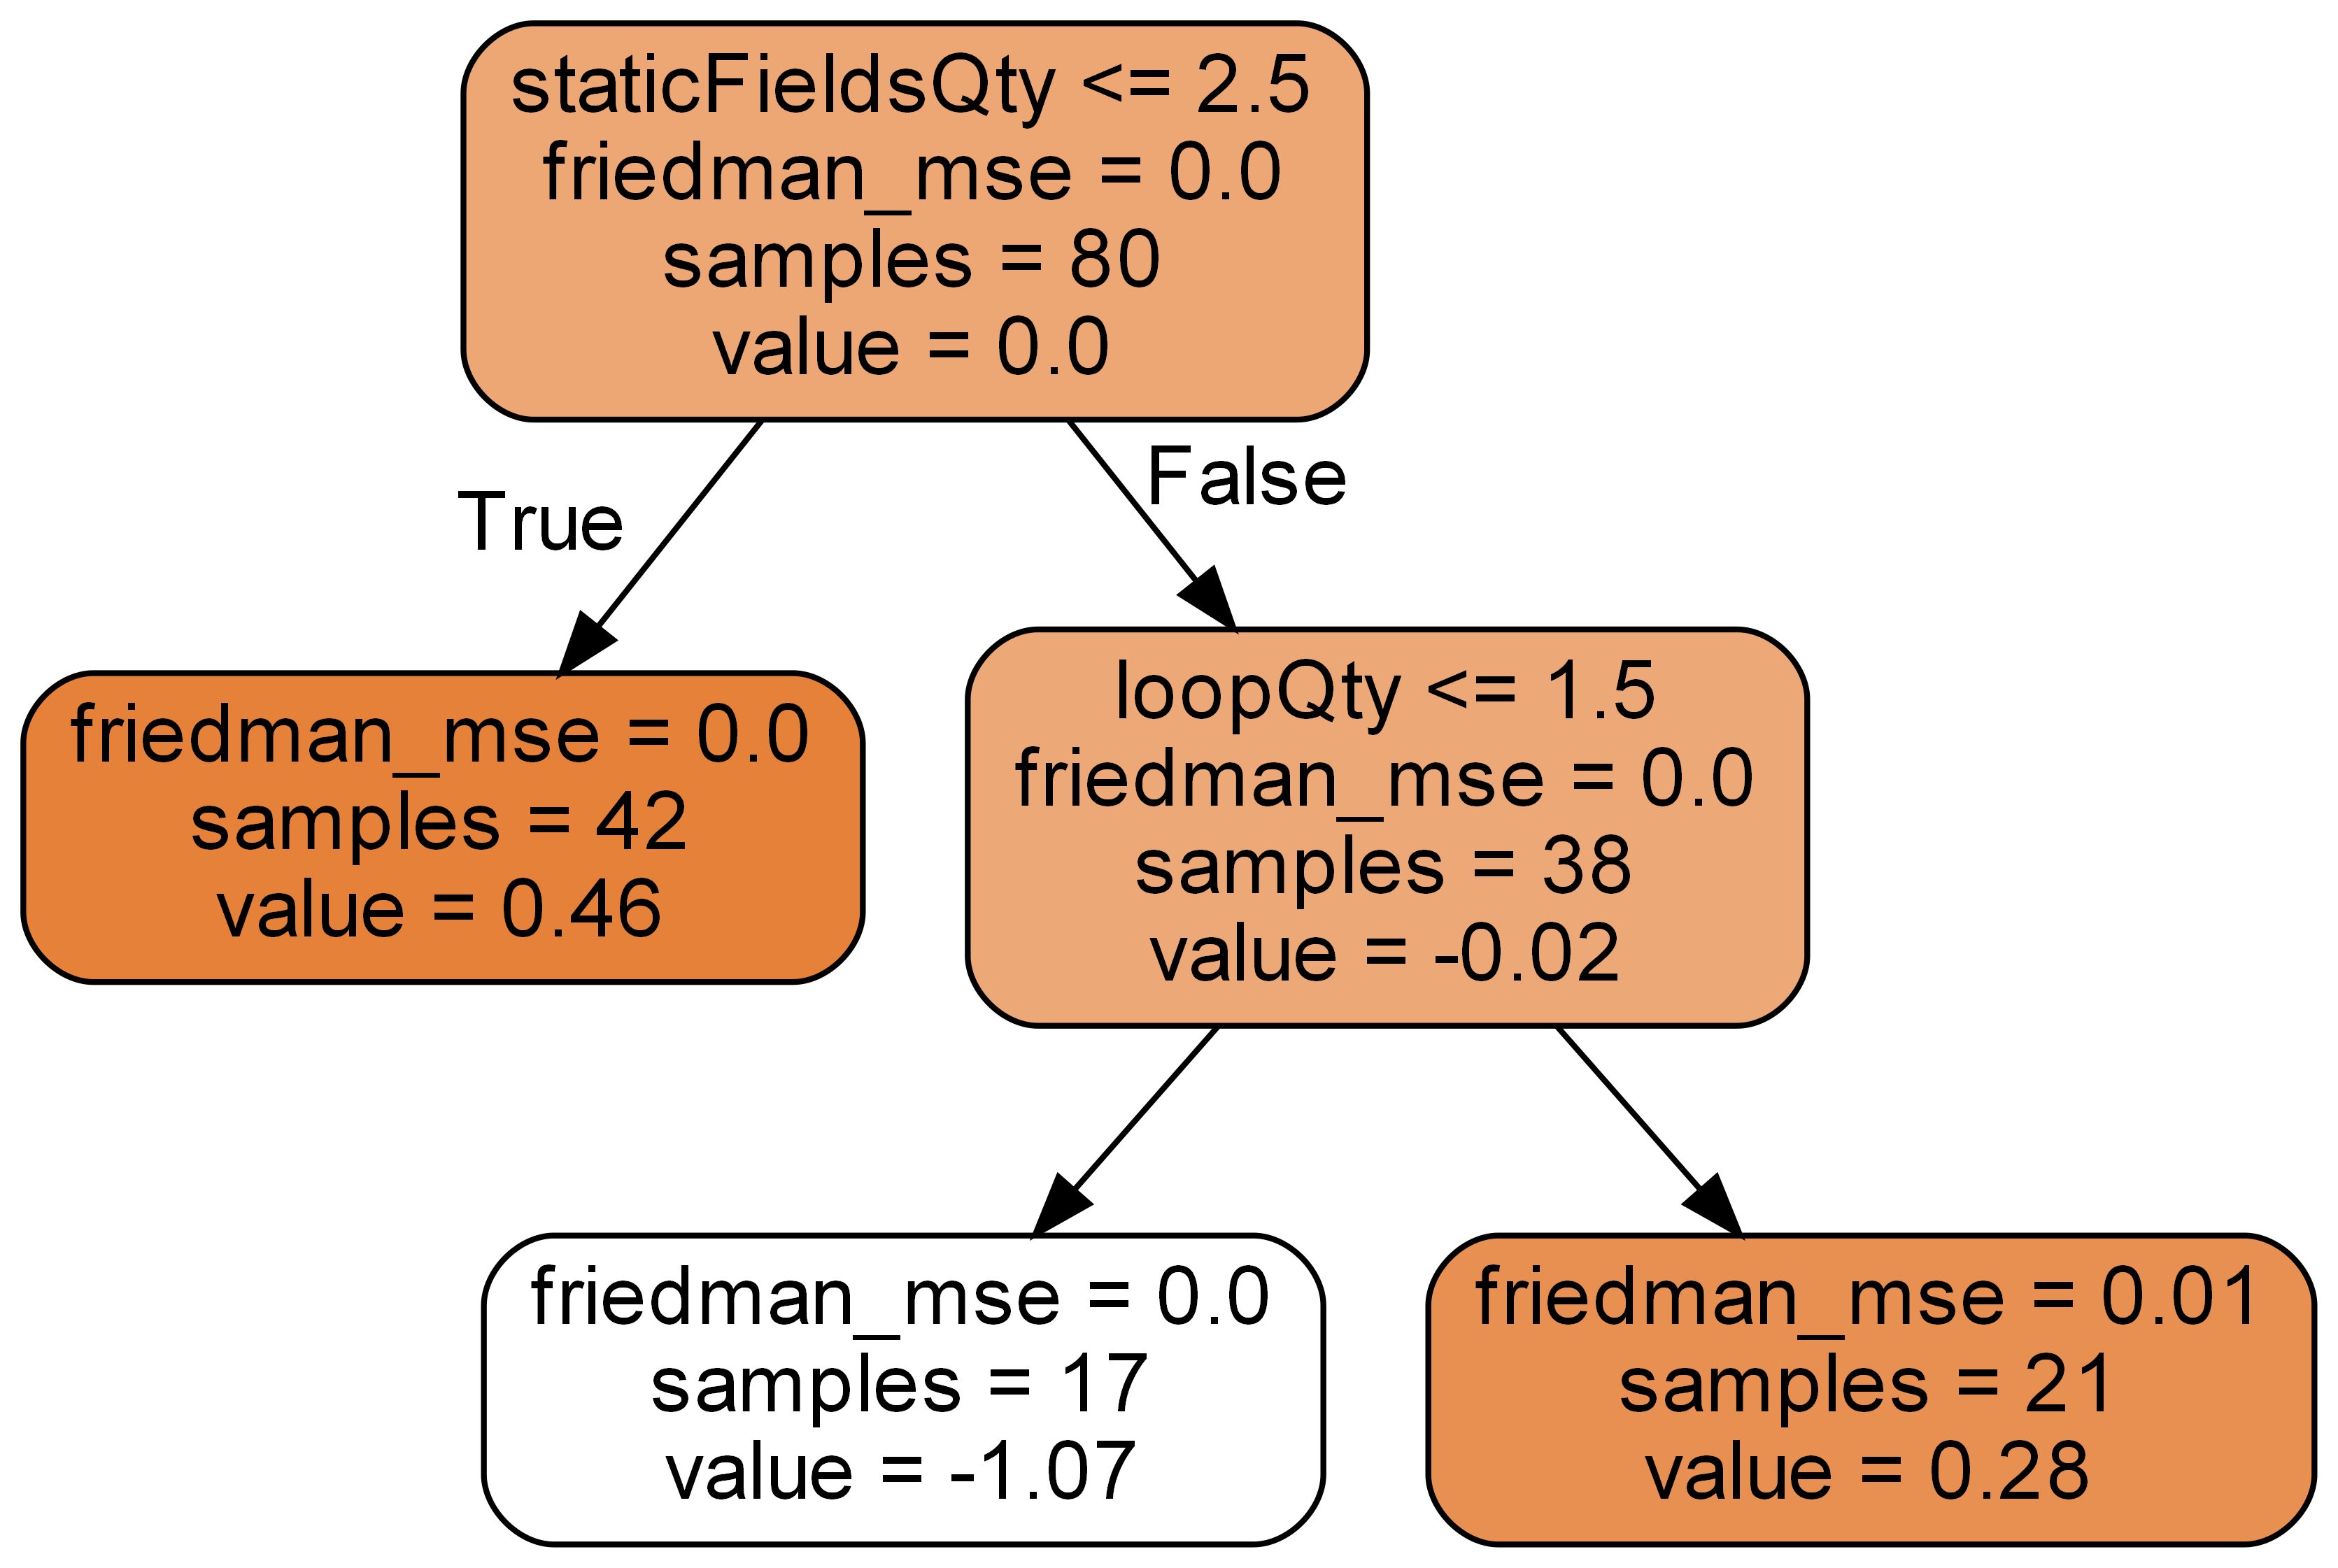 staticFieldsQty <= 2.5
friedman_mse = 0.0
samples = 80
value = 0.0
True
False
friedman_mse = 0.0
samples = 42
value = 0.46
loopQty <= 1.5
friedman_mse = 0.0
samples = 38
value = -0.02
friedman_mse = 0.0
samples = 17
value = -1.07
friedman_mse = 0.01
samples = 21
value = 0.28